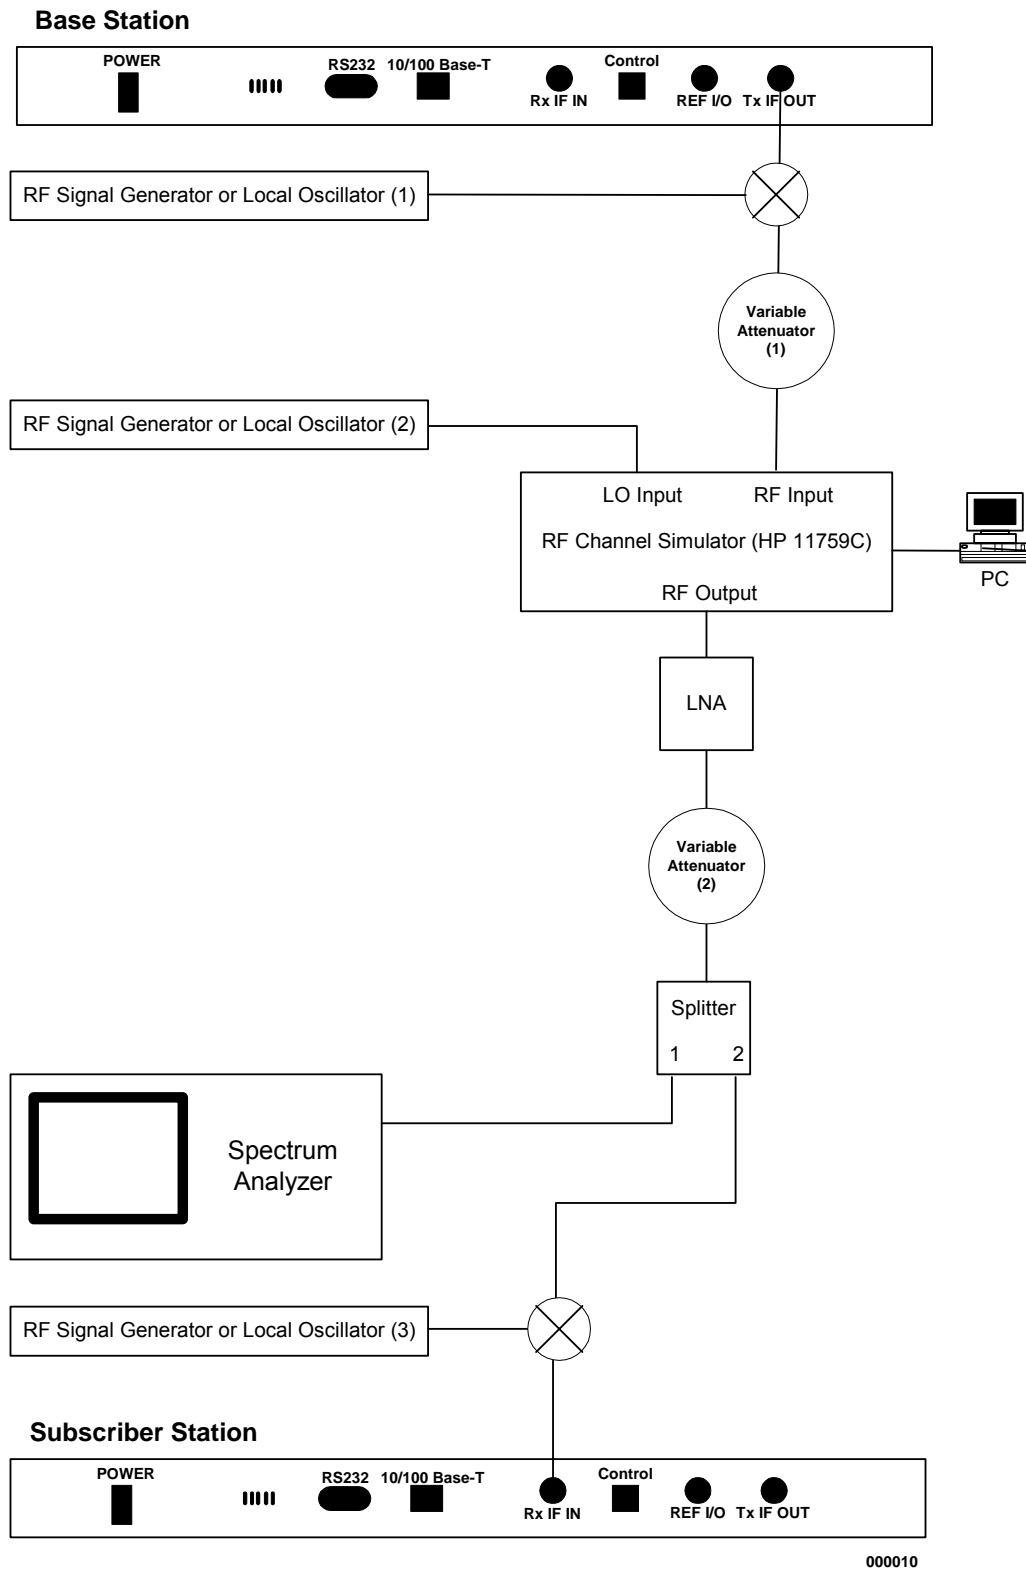 Base Station
POWER
RS232 10/100 Base-T
Rx IF IN
Control
REF I/O Tx IF OUT
RF Signal Generator or Local Oscillator (1)
Variable
Attenuator
(1)
RF Signal Generator or Local Oscillator (2)
LO Input RF Input
RF Channel Simulator (HP 11759C)
RF Output
PC
LNA
Variable
Attenuator
(2)
Splitter
1 2
Spectrum
Analyzer
RF Signal Generator or Local Oscillator (3)
Subscriber Station
POWER
RS232 10/100 Base-T
Rx IF IN
Control
REF I/O Tx IF OUT
000010